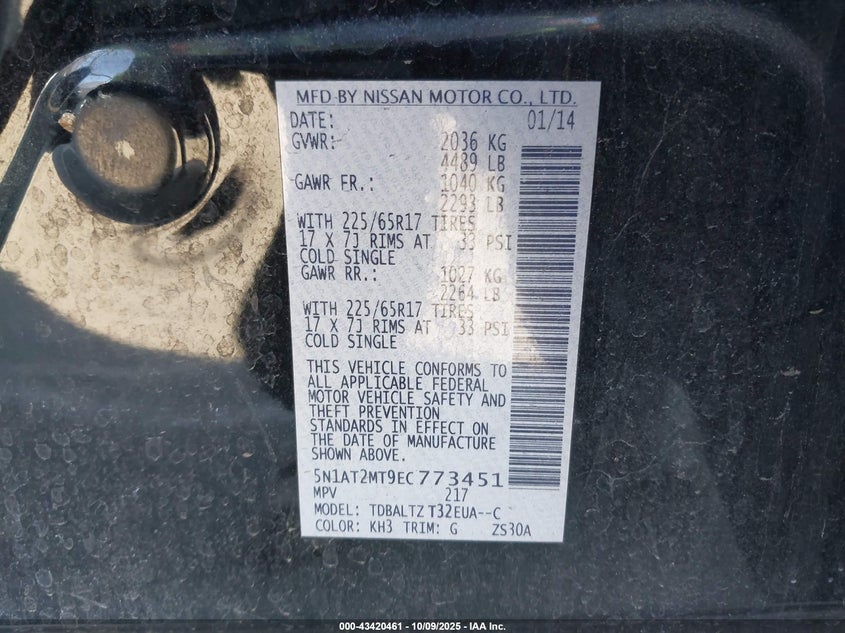 MFD BY NISSAN MOTOR CO., LTD.
DATE: 01/14
GVWR: 2036 KG
4489 LB
GAWR FR.: 1040 KG
2293 LB
WITH 225/65R17 TIRES
17 X 7J RIMS AT 33 PSI
COLD SINGLE
GAWR RR.: 1027 KG
2264 LB
WITH 225/65R17 TIRES
17 X 7J RIMS AT 33 PSI
COLD SINGLE
THIS VEHICLE CONFORMS TO
ALL APPLICABLE FEDERAL
MOTOR VEHICLE SAFETY AND
THEFT PREVENTION
STANDARDS IN EFFECT ON
THE DATE OF MANUFACTURE
SHOWN ABOVE.
5N1AT2MT9EC773451
MPV 217
MODEL: TDBALTZ T32EUA--C
COLOR: KH3 TRIM: G ZS30A
000-43420461 - 10/09/2025 - IAA Inc.